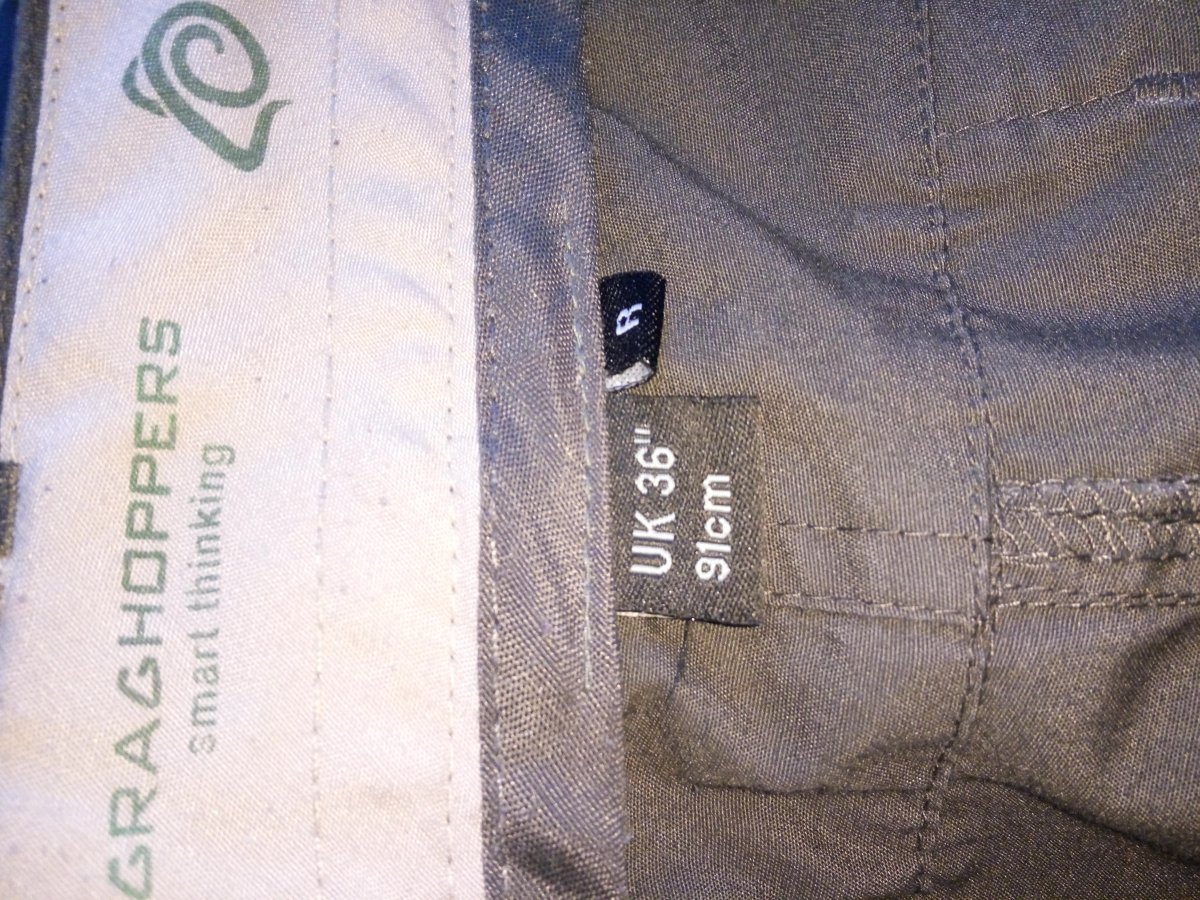 CRAGHOPPERS
smart thinking
R
UK 36"
91cm